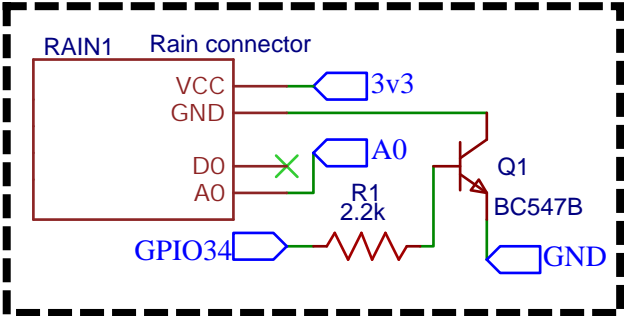 RAIN1 Rain connector
VCC
3v3
GND
D0
A0
A0
Q1
BC547B
R1
2.2k
GPIO34
GND